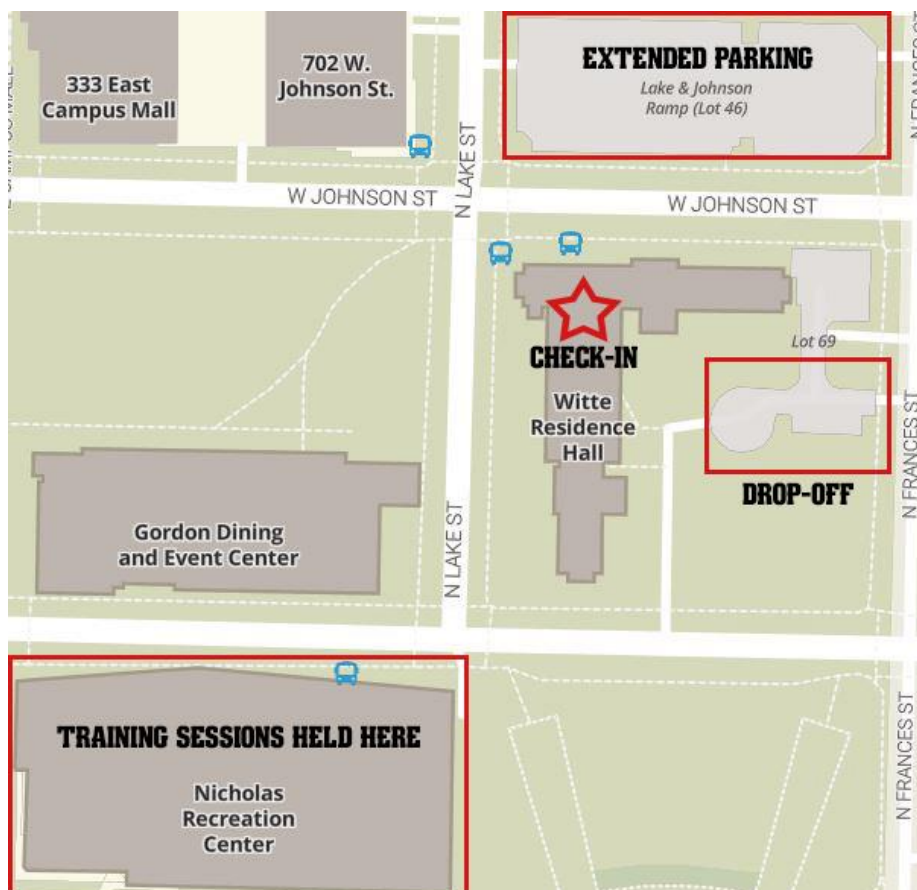 333 East
Campus Mall
702 W.
Johnson St.
EXTENDED PARKING
Lake & Johnson
Ramp (Lot 46)
N FRANCES ST
N LAKE ST
W JOHNSON ST
W JOHNSON ST
CHECK-IN
Lot 69
Witte
Residence
Hall
DROP-OFF
N FRANCES ST
Gordon Dining
and Event Center
N LAKE ST
TRAINING SESSIONS HELD HERE
Nicholas
Recreation
Center
N FRANCES ST